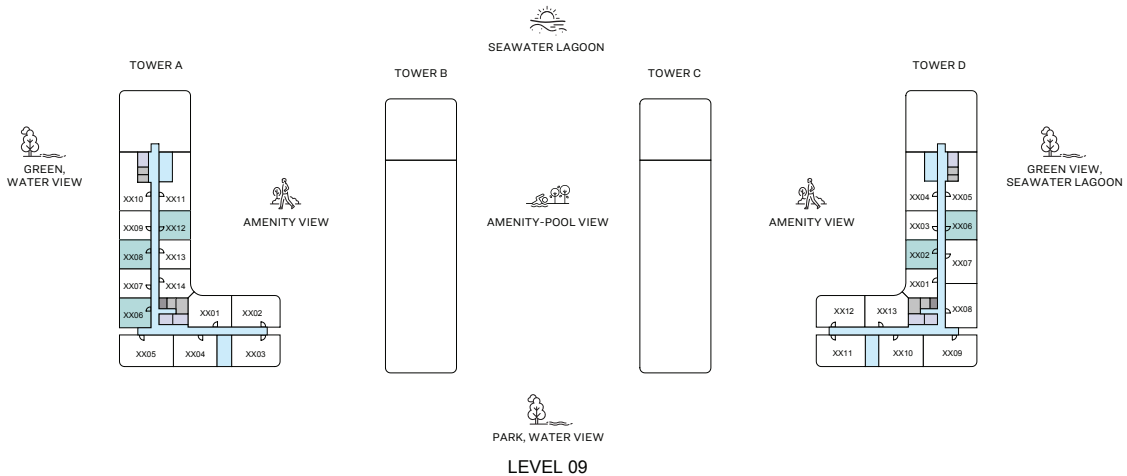 SEAWATER LAGOON
TOWER A
TOWER B
TOWER C
TOWER D
GREEN,
WATER VIEW
AMENITY VIEW
AMENITY-POOL VIEW
AMENITY VIEW
GREEN VIEW,
SEAWATER LAGOON
XX10
XX11
XX09
XX12
XX08
XX13
XX07
XX14
XX06
XX01
XX02
XX05
XX04
XX03
XX04
XX05
XX03
XX06
XX02
XX07
XX01
XX08
XX12
XX13
XX11
XX10
XX09
PARK, WATER VIEW
LEVEL 09